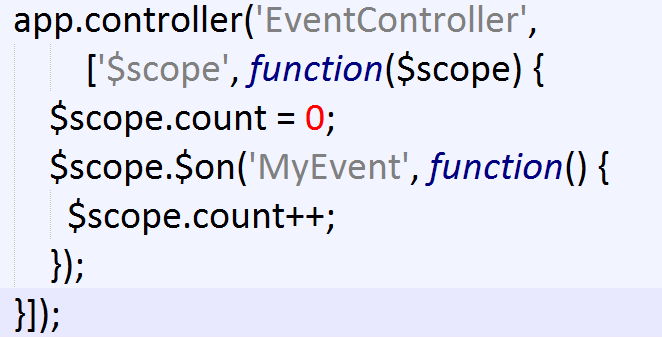 app.controller('EventController',
['$scope', function($scope) {
$scope.count = 0;
$scope.$on('MyEvent', function() {
$scope.count++;
});
}]);